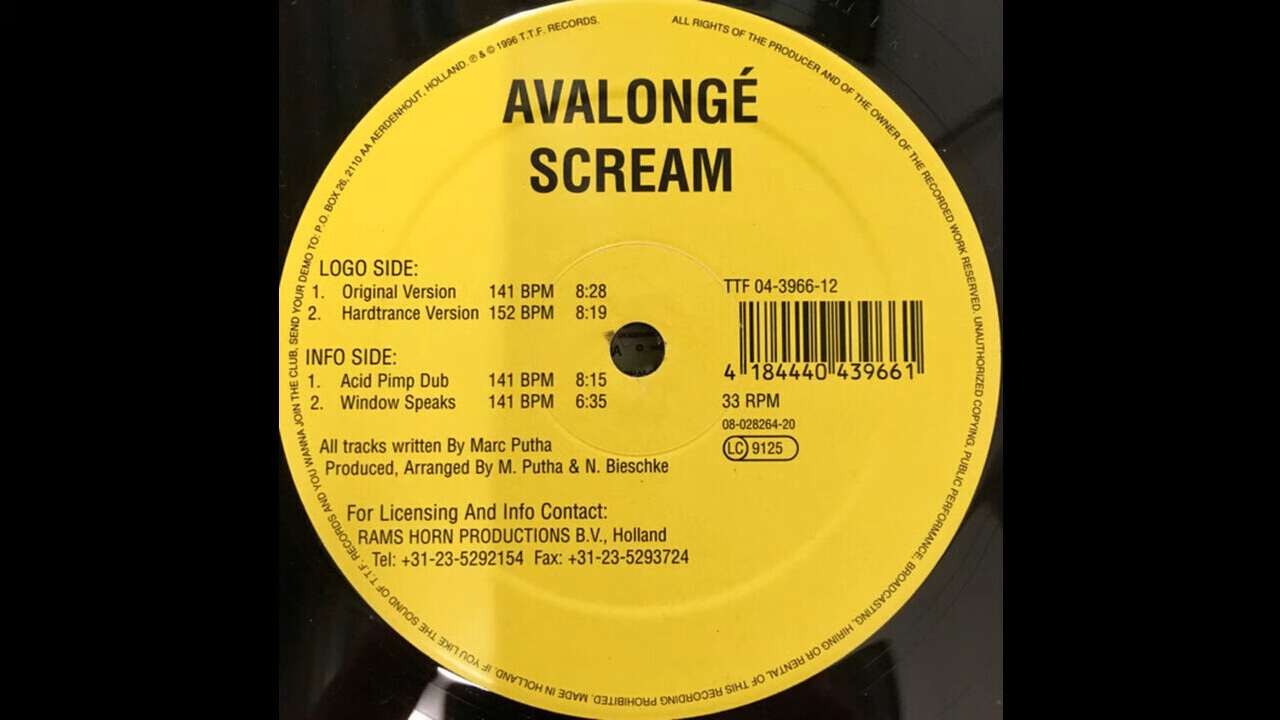 ALL RIGHTS OF THE PRODUCER AND OF THE OWNER OF THE RECORDED WORK RESERVED. UNAUTHORIZED COPYING, PUBLIC PERFORMANCE, BROADCASTING, HIRING OR RENTAL OF THIS RECORDING PROHIBITED. MADE IN HOLLAND. IF YOU LIKE THE SOUND OF T.T.F. RECORDS AND YOU WANNA JOIN THE CLUB, SEND YOUR DEMO TO: P.O. BOX 26, 2110 AA AERDENHOUT, HOLLAND. ℗ & © 1996 T.T.F. RECORDS.
AVALONGÉ
SCREAM
LOGO SIDE:
1. Original Version 141 BPM 8:28
2. Hardtrance Version 152 BPM 8:19
INFO SIDE:
1. Acid Pimp Dub 141 BPM 8:15
2. Window Speaks 141 BPM 6:35
All tracks written By Marc Putha
Produced, Arranged By M. Putha & N. Bieschke
For Licensing And Info Contact:
RAMS HORN PRODUCTIONS B.V., Holland
Tel: +31-23-5292154 Fax: +31-23-5293724
TTF 04-3966-12
4 184440 439661
33 RPM
08-028264-20
LC 9125
A